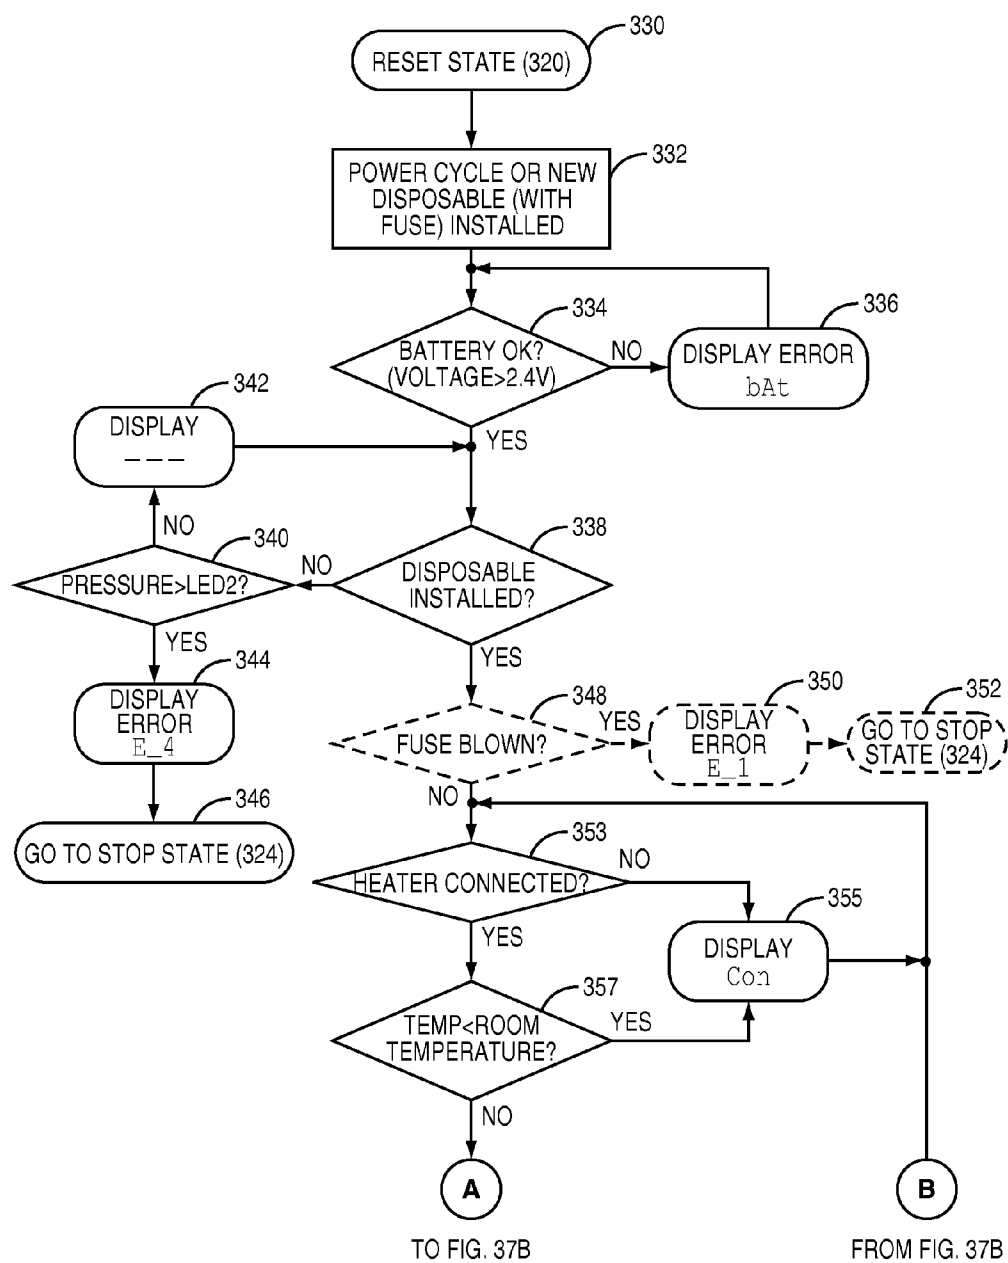 330
RESET STATE (320)
332
POWER CYCLE OR NEW
DISPOSABLE (WITH
FUSE) INSTALLED
334
336
BATTERY OK?
(VOLTAGE>2.4V)
NO
DISPLAY ERROR
bAt
342
DISPLAY
---
YES
NO
340
338
PRESSURE>LED2?
NO
DISPOSABLE
INSTALLED?
YES
344
YES
DISPLAY
ERROR
E_4
348
350
352
FUSE BLOWN?
YES
DISPLAY
ERROR
E_1
GO TO STOP
STATE (324)
346
NO
GO TO STOP STATE (324)
353
HEATER CONNECTED?
NO
355
YES
DISPLAY
Con
357
TEMP<ROOM
TEMPERATURE?
YES
NO
A
B
TO FIG. 37B
FROM FIG. 37B